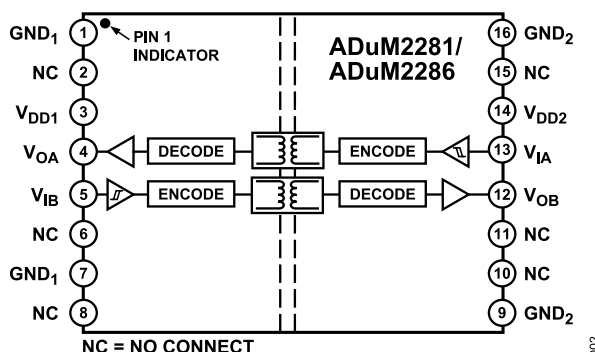 GND1
1
PIN 1
INDICATOR
ADuM2281/
ADuM2286
16
GND2
NC
2
15
NC
VDD1
3
14
VDD2
VOA
4
DECODE
ENCODE
13
VIA
VIB
5
ENCODE
DECODE
12
VOB
NC
6
11
NC
GND1
7
10
NC
NC
8
9
GND2
NC = NO CONNECT